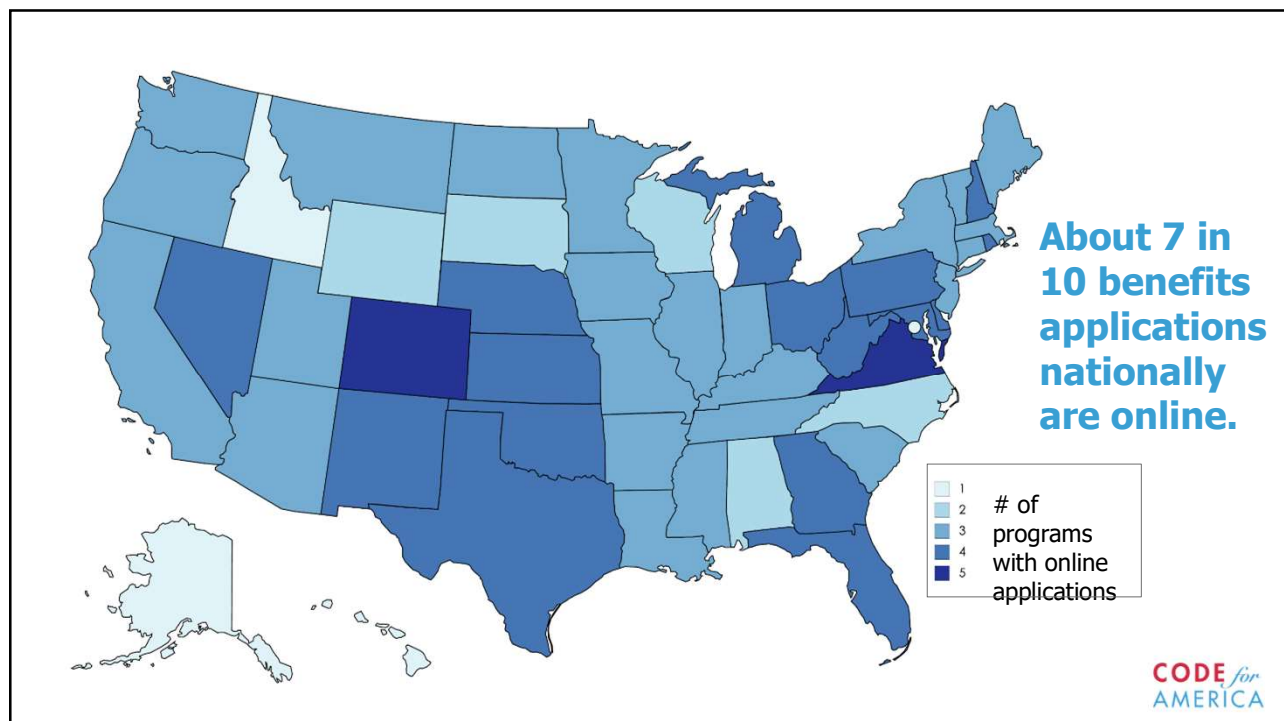 About 7 in
10 benefits
applications
nationally
are online.
1
2
3
4
5
# of
programs
with online
applications
CODE for
AMERICA